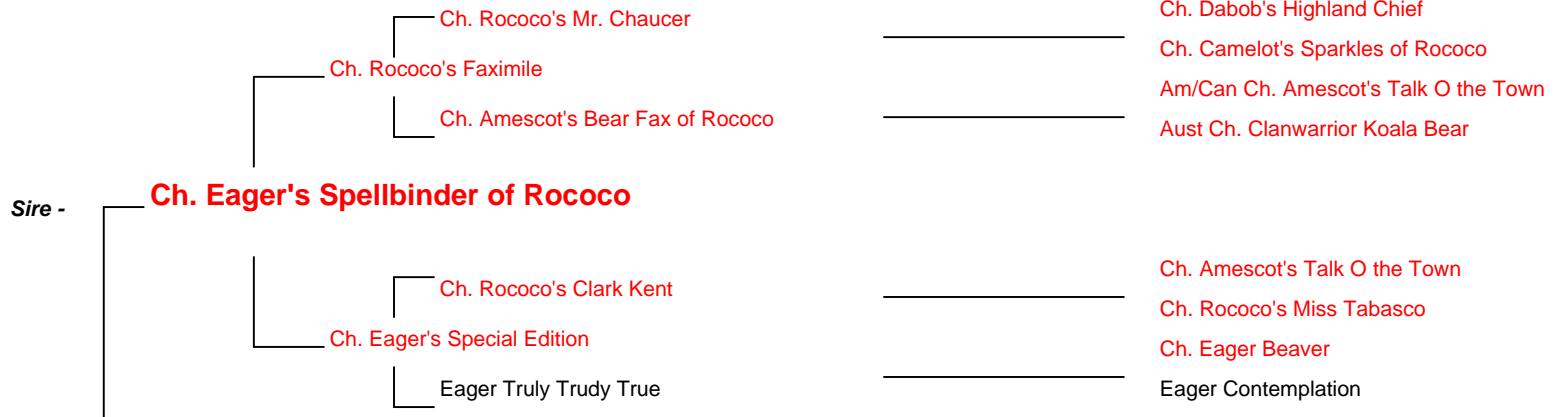 Ch. Dabob's Highland Chief
Ch. Rococo's Mr. Chaucer
Ch. Camelot's Sparkles of Rococo
Ch. Rococo's Faximile
Am/Can Ch. Amescot's Talk O the Town
Ch. Amescot's Bear Fax of Rococo
Aust Ch. Clanwarrior Koala Bear
Sire - Ch. Eager's Spellbinder of Rococo
Ch. Amescot's Talk O the Town
Ch. Rococo's Clark Kent
Ch. Rococo's Miss Tabasco
Ch. Eager's Special Edition
Ch. Eager Beaver
Eager Truly Trudy True
Eager Contemplation